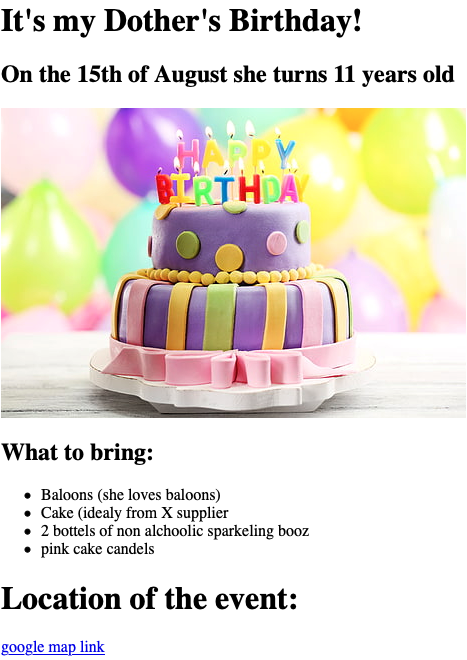 It's my Dother's Birthday!
On the 15th of August she turns 11 years old
HAPPY
BIRTHDAY
What to bring:
Baloons (she loves baloons)
Cake (idealy from X supplier
2 bottels of non alchoolic sparkeling booz
pink cake candels
Location of the event:
google map link